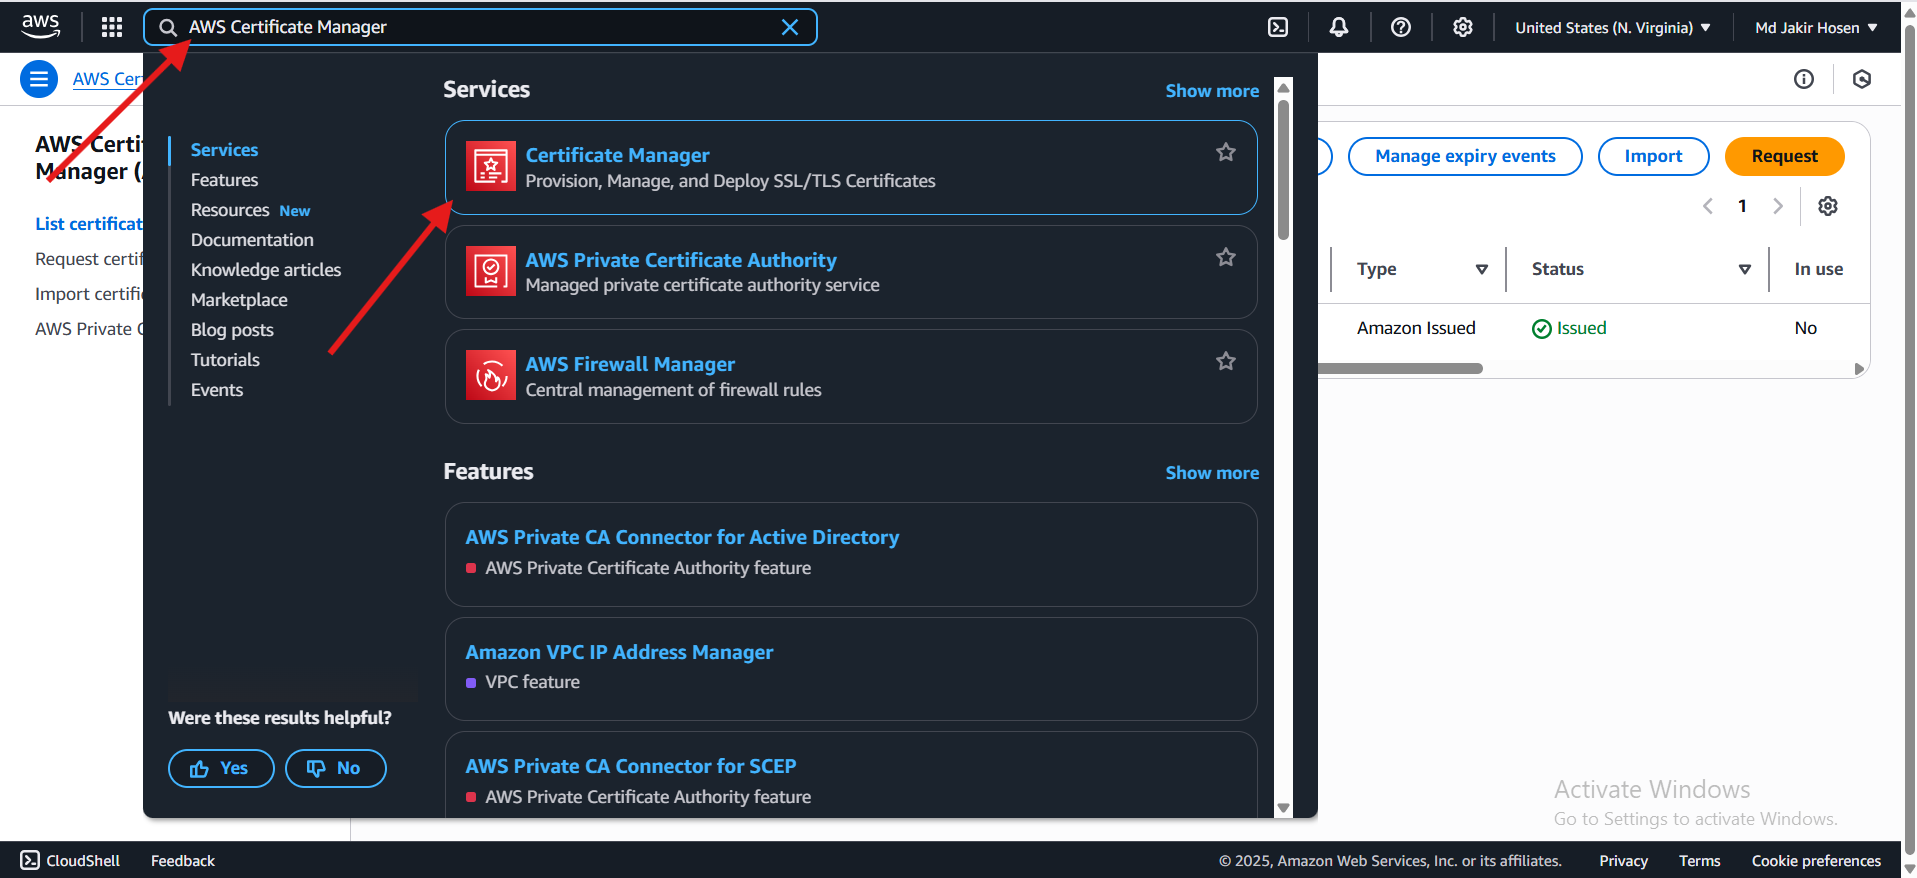 aws
AWS Certificate Manager
United States (N. Virginia)
Md Jakir Hosen
AWS Cer
AWS Certi
Manager (
List certificat
Request certif
Import certific
AWS Private C
Services
Features
Resources New
Documentation
Knowledge articles
Marketplace
Blog posts
Tutorials
Events
Were these results helpful?
Yes
No
Services
Show more
Certificate Manager
Provision, Manage, and Deploy SSL/TLS Certificates
AWS Private Certificate Authority
Managed private certificate authority service
AWS Firewall Manager
Central management of firewall rules
Features
Show more
AWS Private CA Connector for Active Directory
AWS Private Certificate Authority feature
Amazon VPC IP Address Manager
VPC feature
AWS Private CA Connector for SCEP
AWS Private Certificate Authority feature
Manage expiry events
Import
Request
1
Type
Status
In use
Amazon Issued
Issued
No
Activate Windows
Go to Settings to activate Windows.
CloudShell
Feedback
© 2025, Amazon Web Services, Inc. or its affiliates.
Privacy
Terms
Cookie preferences